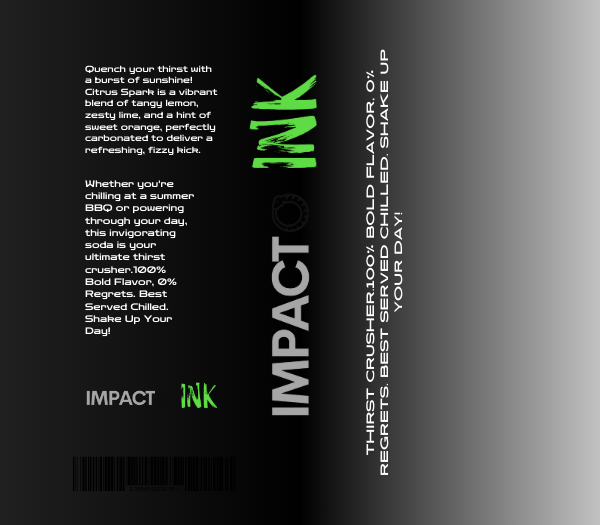 Quench your thirst with
a burst of sunshine!
Citrus Spark is a vibrant
blend of tangy lemon,
zesty lime, and a hint of
sweet orange, perfectly
carbonated to deliver a
refreshing, fizzy kick.
Whether you're
chilling at a summer
BBQ or powering
through your day,
this invigorating
soda is your
ultimate thirst
crusher.100%
Bold Flavor, 0%
Regrets. Best
Served Chilled.
Shake Up Your
Day!
IMPACT INK
IMPACT INK
THIRST CRUSHER.100% BOLD FLAVOR, 0%
REGRETS. BEST SERVED CHILLED. SHAKE UP
YOUR DAY!